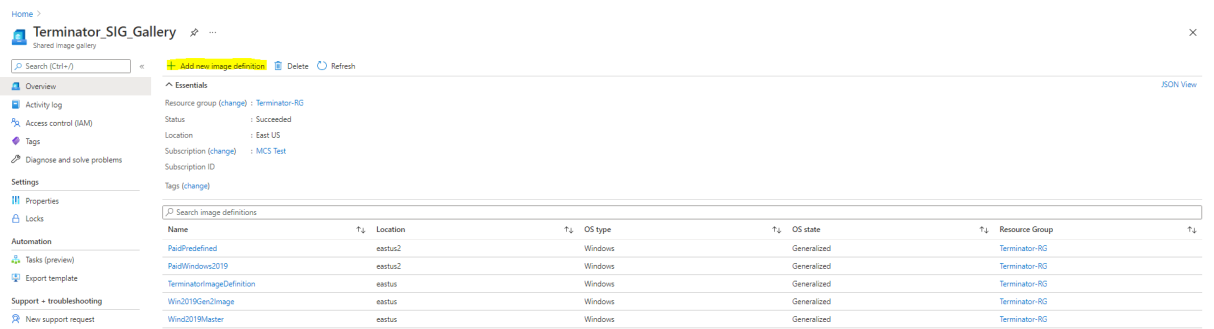 Home >
Terminator_SIG_Gallery ...
Shared image gallery
Search (Ctrl+/) «
Overview
Activity log
Access control (IAM)
Tags
Diagnose and solve problems
Settings
Properties
Locks
Automation
Tasks (preview)
Export template
Support + troubleshooting
New support request
+ Add new image definition Delete Refresh
Essentials JSON View
Resource group (change) : Terminator-RG
Status : Succeeded
Location : East US
Subscription (change) : MCS Test
Subscription ID
Tags (change)
Search image definitions
Name ↑↓ Location ↑↓ OS type ↑↓ OS state ↑↓ Resource Group ↑↓
PaidPredefined eastus2 Windows Generalized Terminator-RG
PaidWindows2019 eastus2 Windows Generalized Terminator-RG
TerminatorImageDefinition eastus Windows Generalized Terminator-RG
Win2019Gen2Image eastus Windows Generalized Terminator-RG
Wind2019Master eastus Windows Generalized Terminator-RG